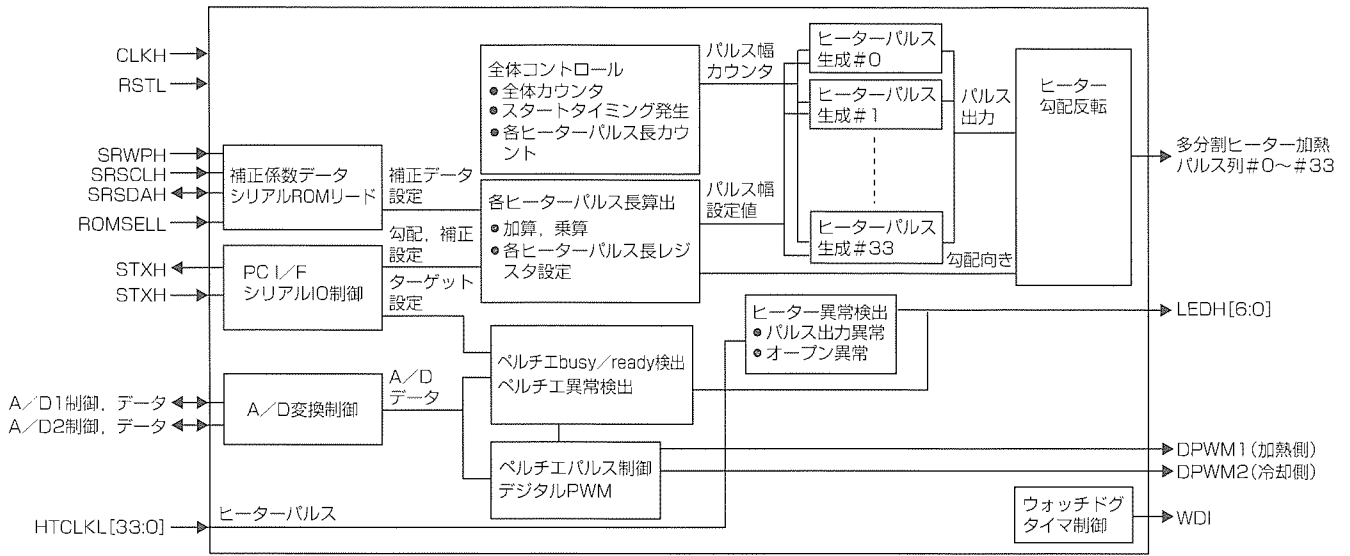 CLKH
RSTL
SRWPH
SRSCLH
SRSDAH
ROMSELL
STXH
STXH
A/D1制御，データ
A/D2制御，データ
HTCLKL[33:0]
補正係数データ
シリアルROMリード
PC I/F
シリアルIO制御
A/D変換制御
ヒーターパルス
補正データ
設定
勾配，補正
設定
ターゲット
設定
A/D
データ
全体コントロール
●全体カウンタ
●スタートタイミング発生
●各ヒーターパルス長カウ
ント
各ヒーターパルス長算出
●加算，乗算
●各ヒーターパルス長レジ
スタ設定
ペルチエbusy/ready検出
ペルチエ異常検出
ペルチエパルス制御
デジタルPWM
パルス幅
カウンタ
パルス幅
設定値
ヒーターパルス
生成#0
ヒーターパルス
生成#1
ヒーターパルス
生成#33
パルス
出力
勾配向き
ヒーター
勾配反転
ヒーター異常検出
●パルス出力異常
●オープン異常
ウォッチドグ
タイマ制御
多分割ヒーター加熱
パルス列#0～#33
LEDH[6:0]
DPWM1(加熱側)
DPWM2(冷却側)
WDI